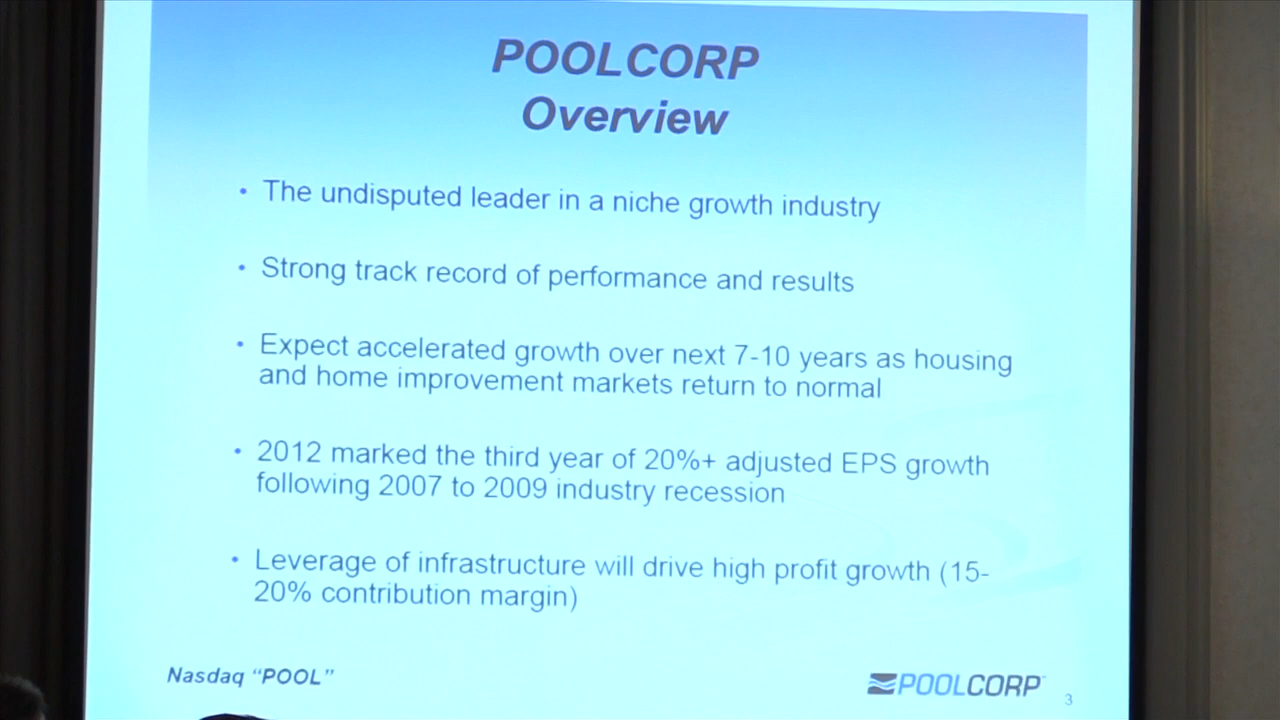 POOLCORP
Overview
• The undisputed leader in a niche growth industry
• Strong track record of performance and results
• Expect accelerated growth over next 7-10 years as housing
and home improvement markets return to normal
• 2012 marked the third year of 20%+ adjusted EPS growth
following 2007 to 2009 industry recession
• Leverage of infrastructure will drive high profit growth (15-
20% contribution margin)
Nasdaq “POOL”
POOLCORP
3